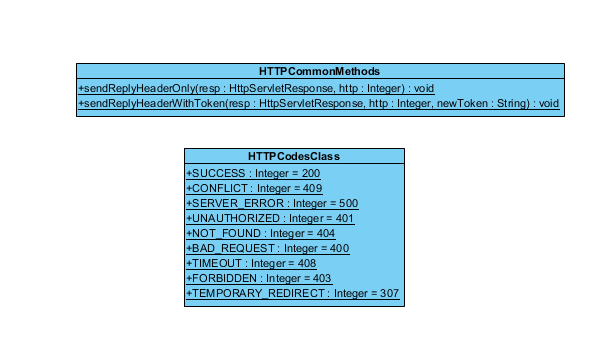 HTTPCommonMethods
+sendReplyHeaderOnly(resp : HttpServletResponse, http : Integer) : void
+sendReplyHeaderWithToken(resp : HttpServletResponse, http : Integer, newToken : String) : void
HTTPCodesClass
+SUCCESS : Integer = 200
+CONFLICT : Integer = 409
+SERVER_ERROR : Integer = 500
+UNAUTHORIZED : Integer = 401
+NOT_FOUND : Integer = 404
+BAD_REQUEST : Integer = 400
+TIMEOUT : Integer = 408
+FORBIDDEN : Integer = 403
+TEMPORARY_REDIRECT : Integer = 307